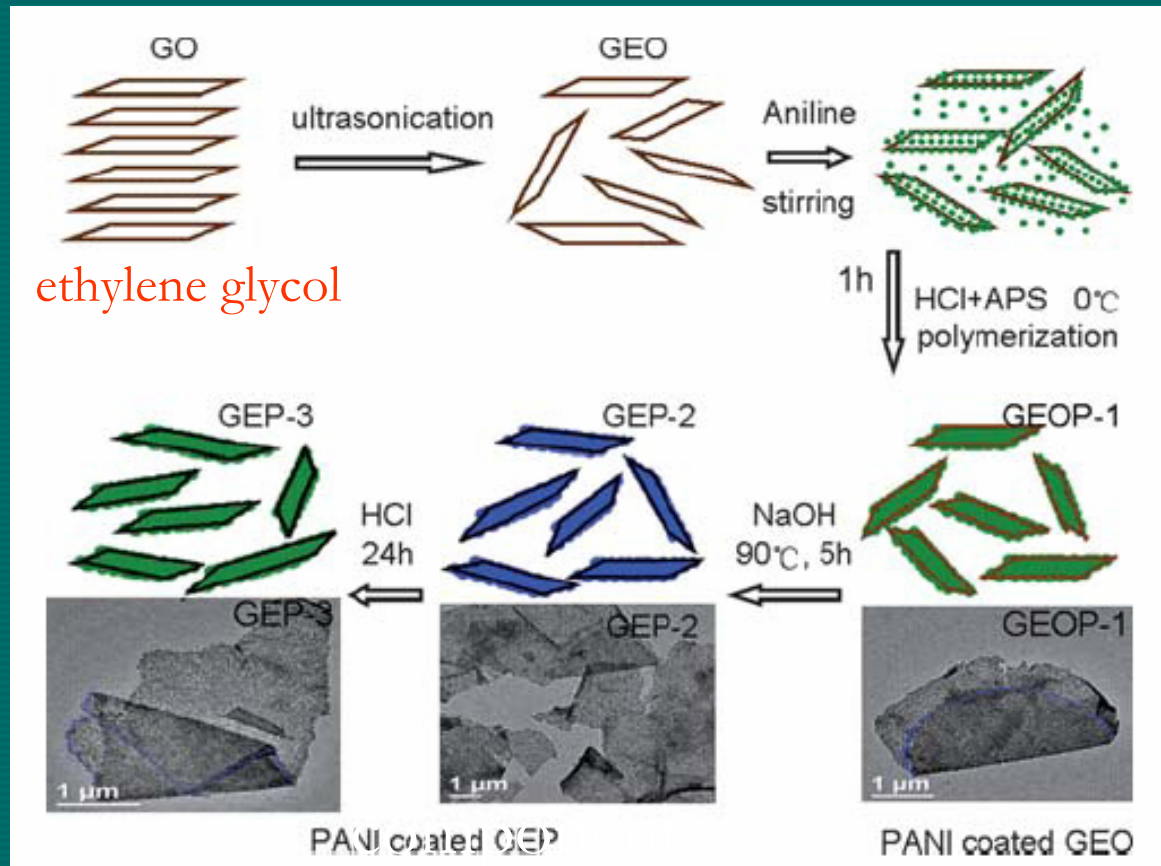 GO
GEO
ultrasonication
Aniline
stirring
ethylene glycol
1h
HCl+APS 0℃
polymerization
GEP-3
GEP-2
GEOP-1
HCl
24h
NaOH
90℃, 5h
GEP-3
GEP-2
GEOP-1
1 μm
1 μm
1 μm
PANI coated GEP
PANI coated GEO